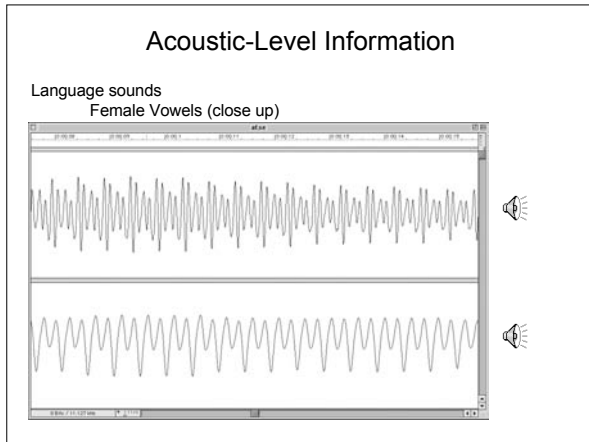 Acoustic-Level Information
Language sounds
Female Vowels (close up)